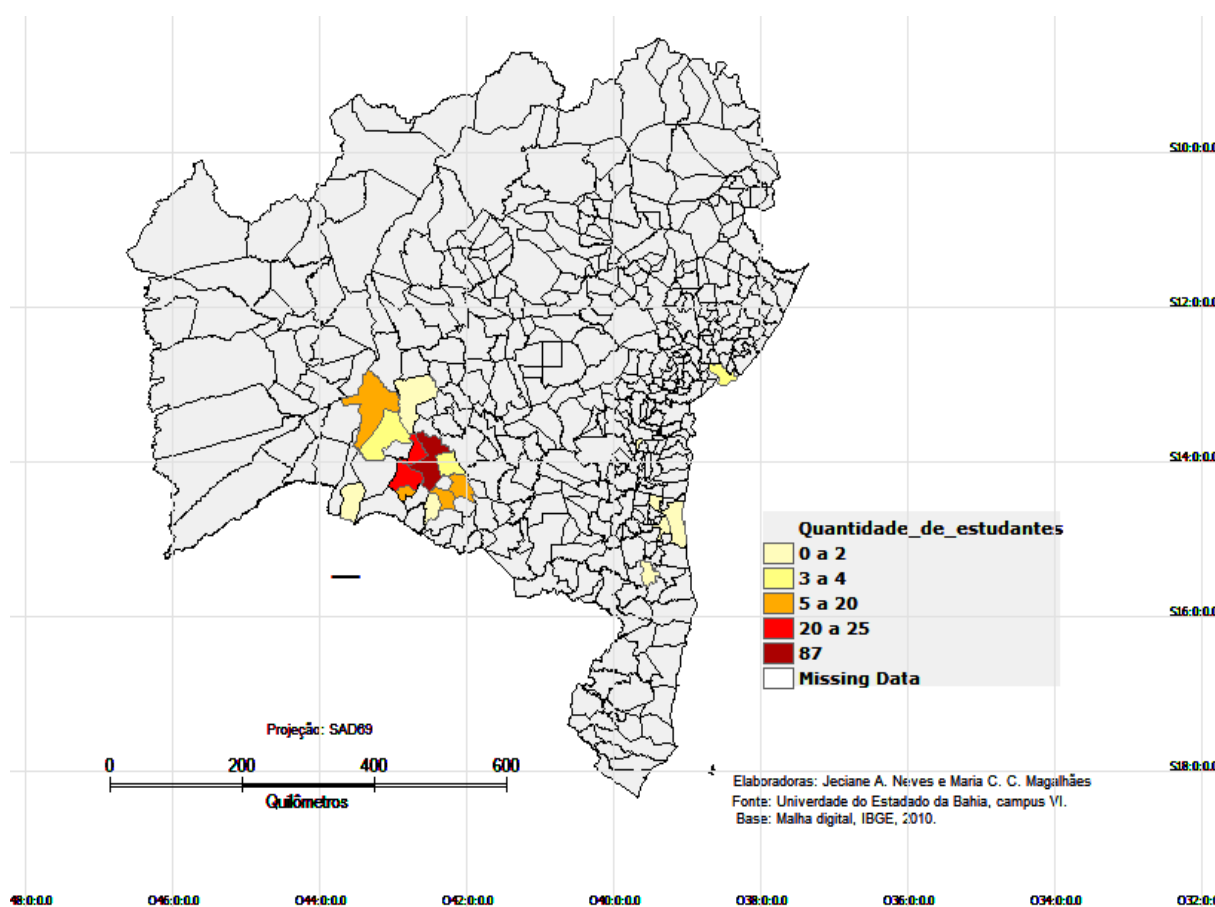 S10:0:0.0
S12:0:0.0
S14:0:0.0
Quantidade_de_estudantes
0 a 2
3 a 4
5 a 20
20 a 25
87
Missing Data
S16:0:0.0
Projeção: SAD69
0 200 400 600
Quilômetros
S18:0:0.0
Elaboradoras: Jeciane A. Neves e Maria C. C. Magalhães
Fonte: Univerdade do Estadado da Bahia, campus VI.
Base: Malha digital, IBGE, 2010.
48:0:0.0 O46:0:0.0 O44:0:0.0 O42:0:0.0 O40:0:0.0 O38:0:0.0 O36:0:0.0 O34:0:0.0 O32:0:0.0